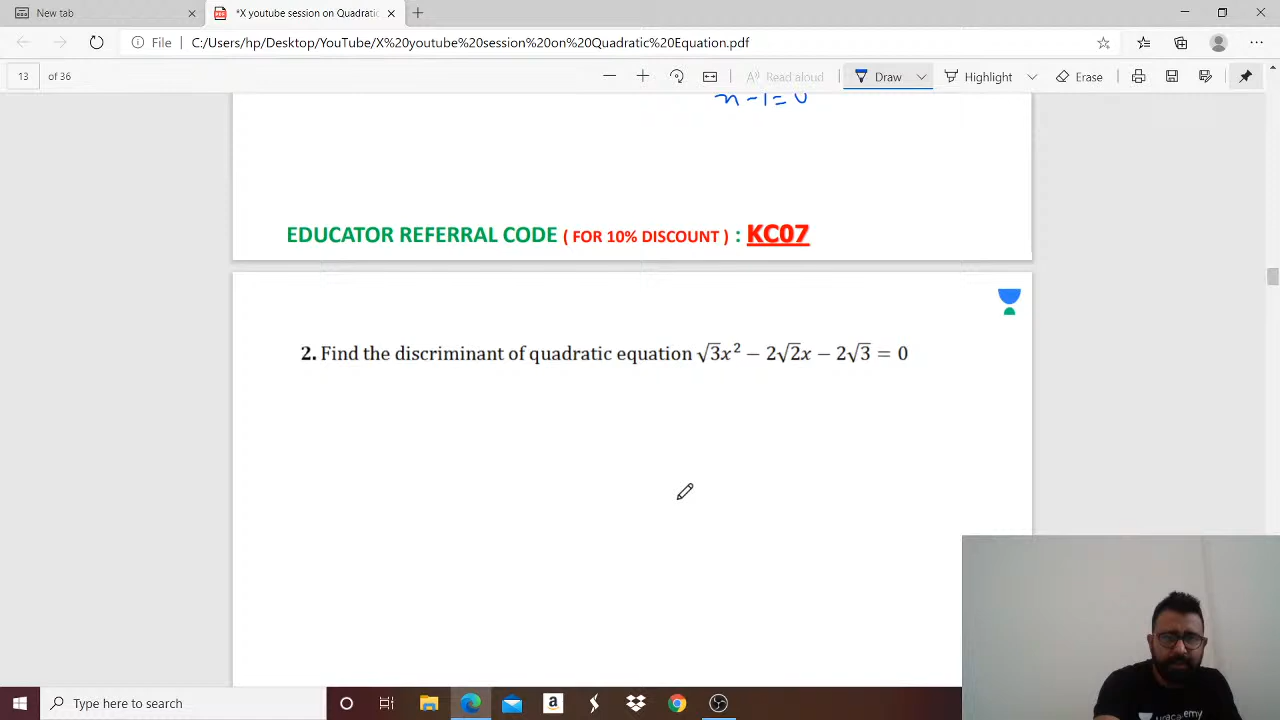 New tab
*X youtube session on Quadratic
File C:/Users/hp/Desktop/YouTube/X%20youtube%20session%20on%20Quadratic%20Equation.pdf
13 of 36 Read aloud Draw Highlight Erase
x - 1 = 0
EDUCATOR REFERRAL CODE ( FOR 10% DISCOUNT ) : KC07
2. Find the discriminant of quadratic equation √3x² − 2√2x − 2√3 = 0
Type here to search